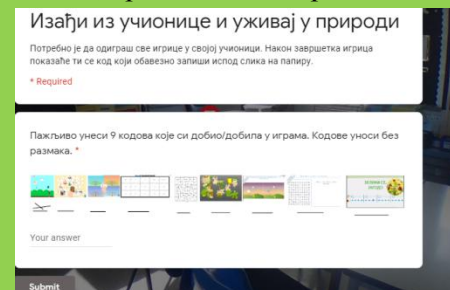 Изађи из учионице и уживај у природи
Потребно је да одиграш све игрице у својој учионици. Након завршетка игрица
показаће ти се код који обавезно запиши испод слика на папиру.
* Required
Пажљиво унеси 9 кодова које си добио/добила у играма. Кодове уноси без
размака. *
Your answer
Submit